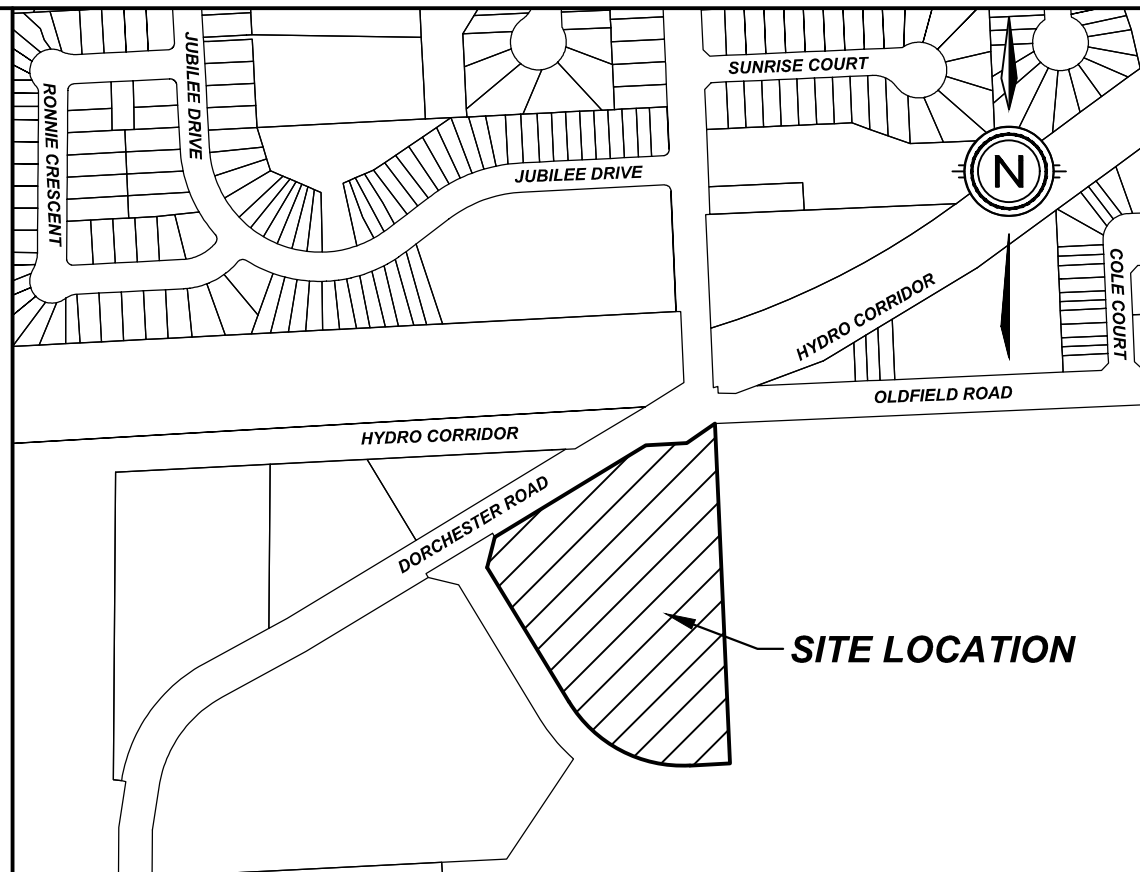 JUBILEE DRIVE
SUNRISE COURT
RONNIE CRESCENT
JUBILEE DRIVE
N
HYDRO CORRIDOR
COLE COURT
OLDFIELD ROAD
HYDRO CORRIDOR
DORCHESTER ROAD
SITE LOCATION